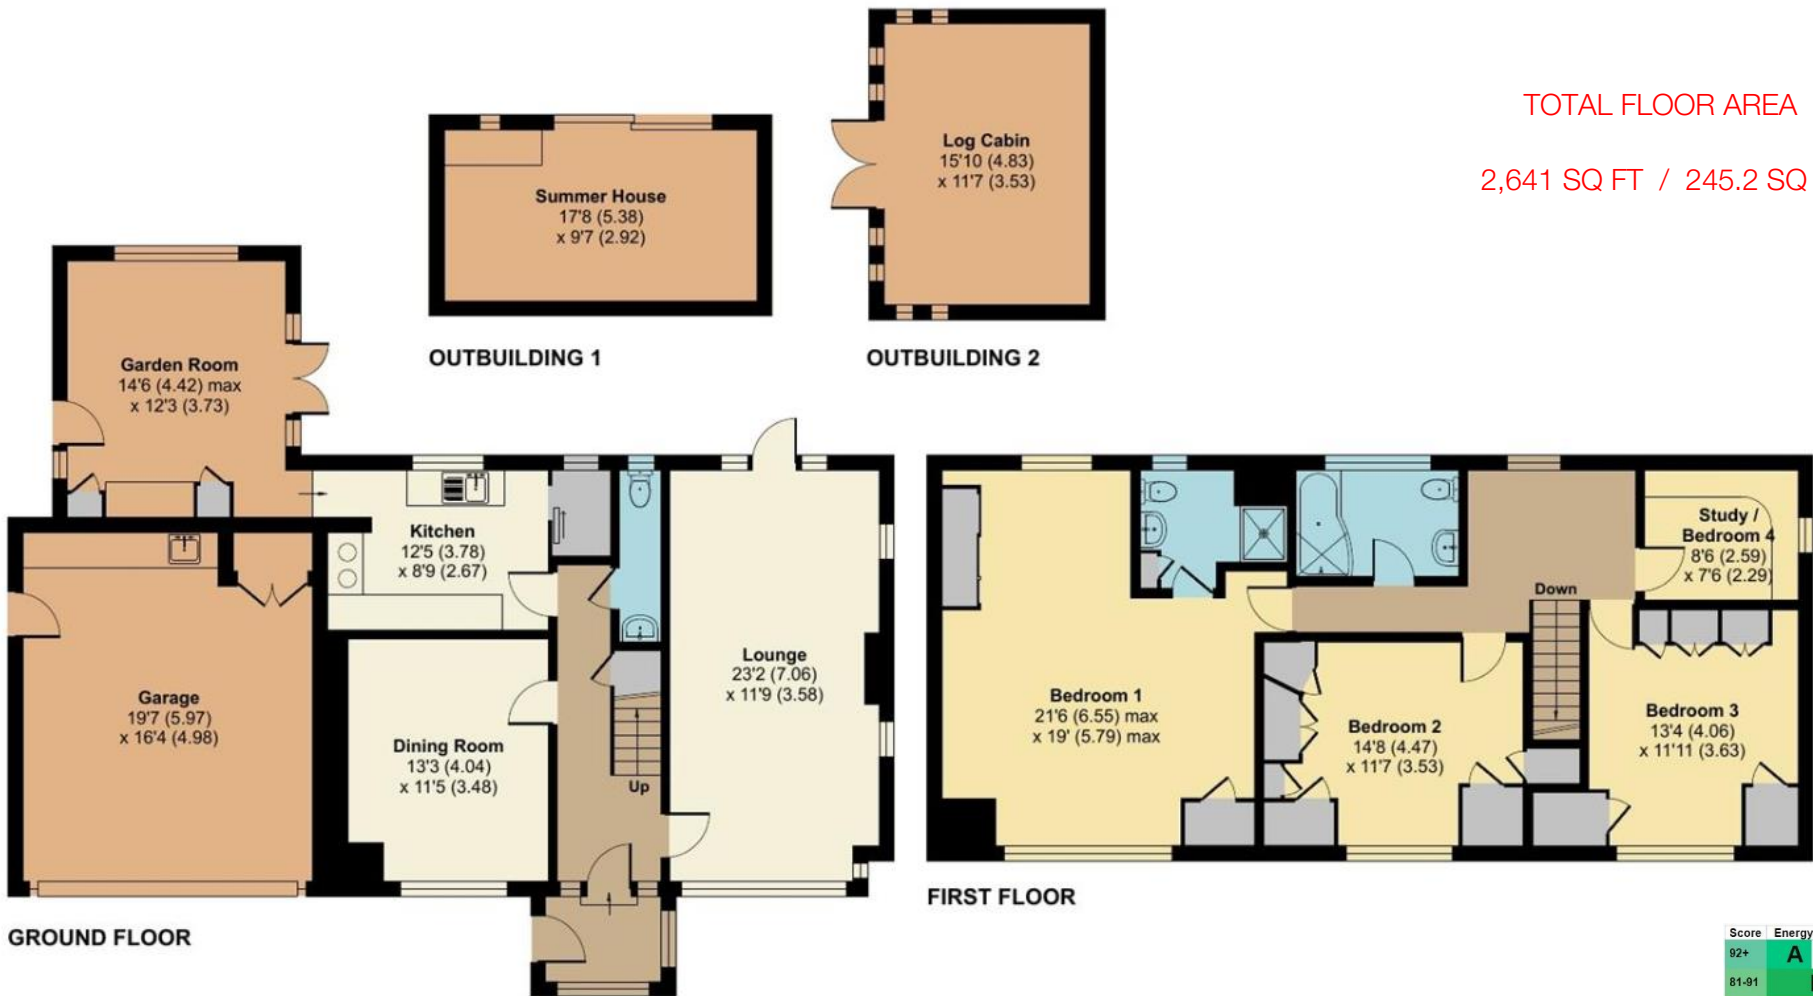 TOTAL FLOOR AREA
2,641 SQ FT / 245.2 SQ
Log Cabin
15'10 (4.83)
x 11'7 (3.53)
Summer House
17'8 (5.38)
x 9'7 (2.92)
OUTBUILDING 1
OUTBUILDING 2
Garden Room
14'6 (4.42) max
x 12'3 (3.73)
Kitchen
12'5 (3.78)
x 8'9 (2.67)
Garage
19'7 (5.97)
x 16'4 (4.98)
Dining Room
13'3 (4.04)
x 11'5 (3.48)
Up
Lounge
23'2 (7.06)
x 11'9 (3.58)
GROUND FLOOR
Bedroom 1
21'6 (6.55) max
x 19' (5.79) max
Bedroom 2
14'8 (4.47)
x 11'7 (3.53)
Down
Study /
Bedroom 4
8'6 (2.59)
x 7'6 (2.29)
Bedroom 3
13'4 (4.06)
x 11'11 (3.63)
FIRST FLOOR
Score Energy
92+ A
81-91